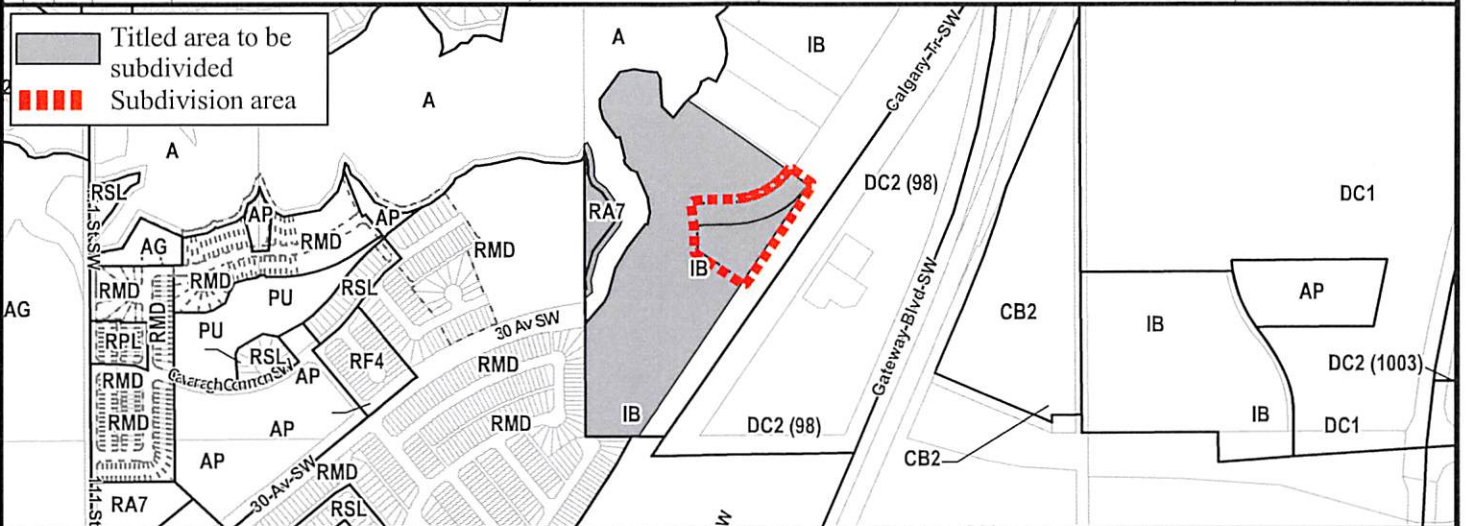 Titled area to be
subdivided
Subdivision area
A
IB
Calgary-Tr-SW
A
A
RSL
AP
AP
RA7
DC2 (98)
DC1
AG
RMD
RMD
RMD
RMD
PU
RSL
IB
AP
AG
PU
30 Av SW
CB2
IB
RPL
RMD
RSL
RF4
RMD
Gateway-Blvd-SW
DC2 (1003)
RMD
AP
RMD
RMD
AP
IB
DC2 (98)
IB
DC1
AP
CB2
30-Av-SW
RMD
RA7
RSL
W